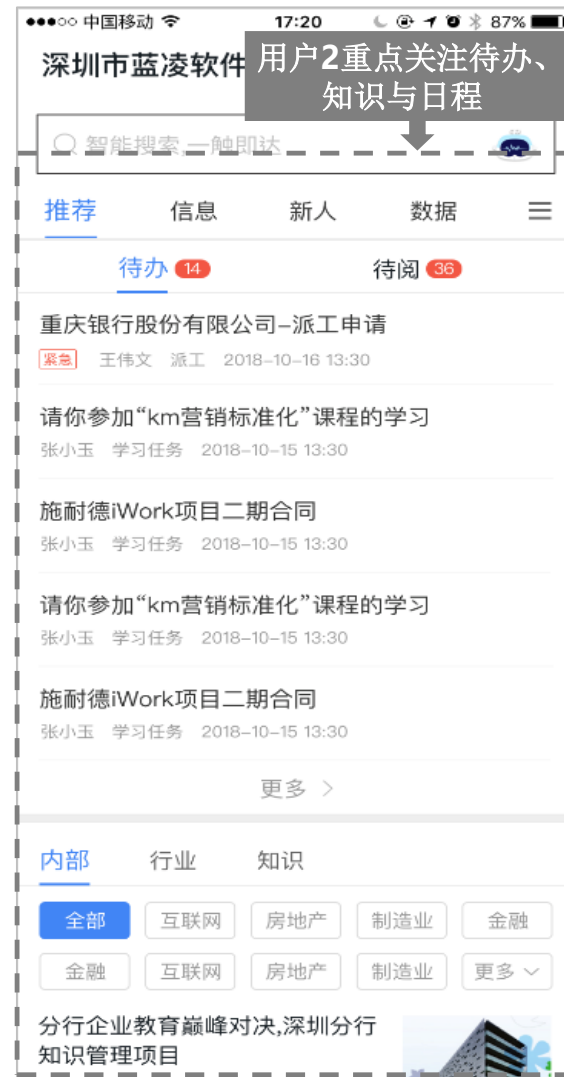 中国移动 17:20 87%
深圳市蓝凌软件
用户2重点关注待办、
知识与日程
智能搜索,一触即达
推荐 信息 新人 数据
待办 14 待阅 36
重庆银行股份有限公司-派工申请
紧急 王伟文 派工 2018-10-16 13:30
请你参加“km营销标准化”课程的学习
张小玉 学习任务 2018-10-15 13:30
施耐德iWork项目二期合同
张小玉 学习任务 2018-10-15 13:30
请你参加“km营销标准化”课程的学习
张小玉 学习任务 2018-10-15 13:30
施耐德iWork项目二期合同
张小玉 学习任务 2018-10-15 13:30
更多 >
内部 行业 知识
全部 互联网 房地产 制造业 金融
金融 互联网 房地产 制造业 更多
分行企业教育巅峰对决,深圳分行
知识管理项目